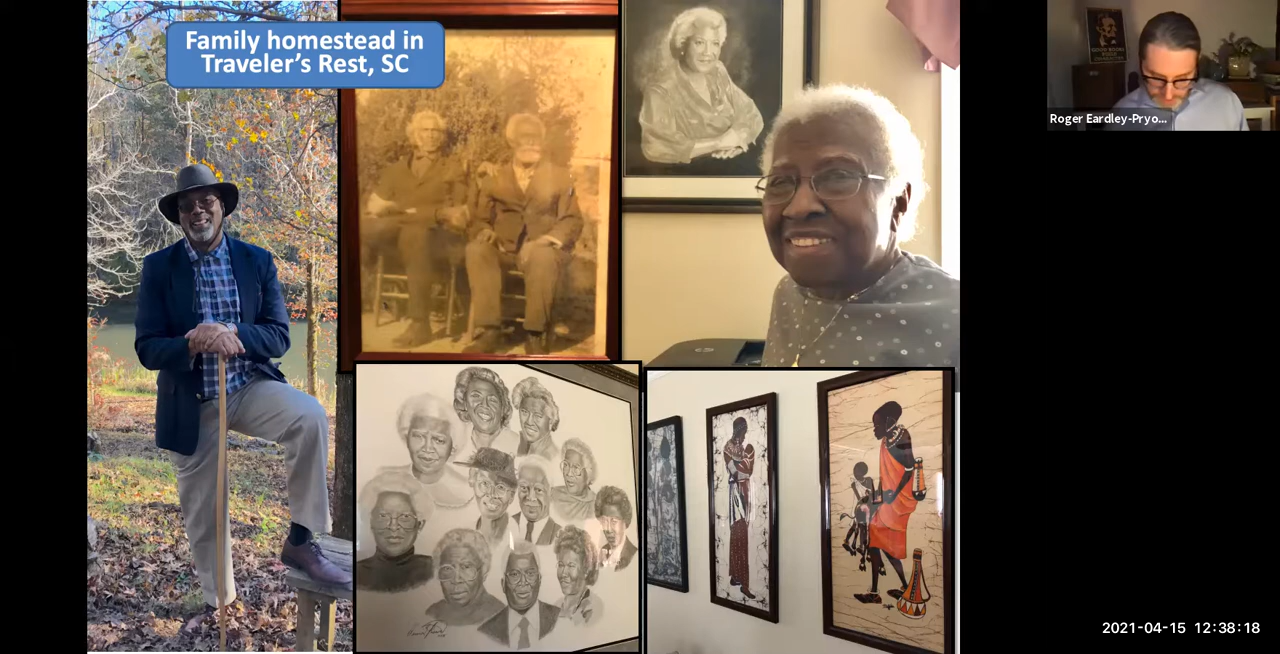 Family homestead in
Traveler's Rest, SC
Roger Eardley-Pryo...
2021-04-15 12:38:18